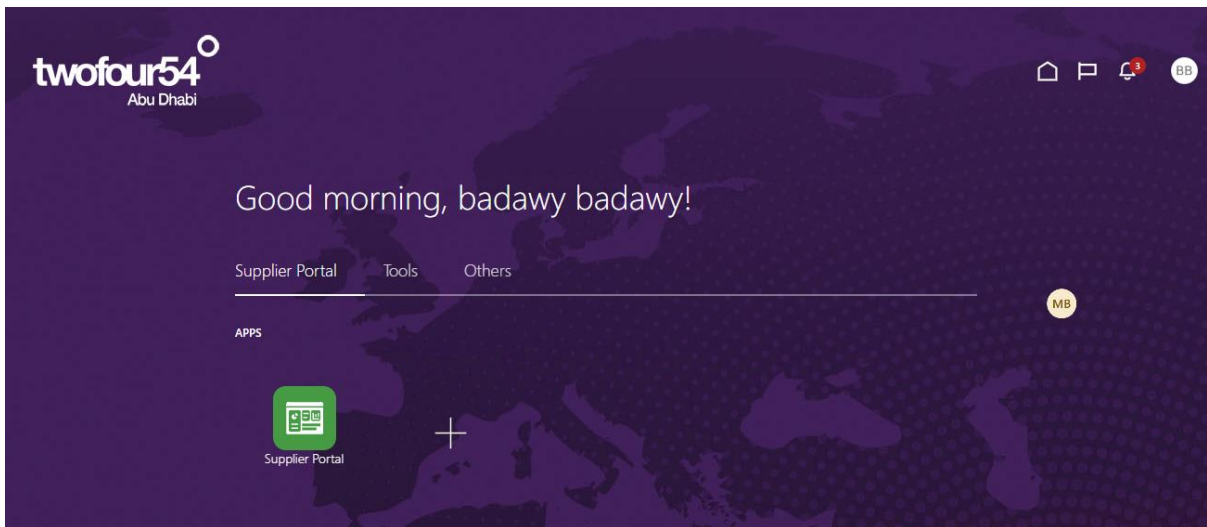 twofour54
Abu Dhabi
3
BB
Good morning, badawy badawy!
Supplier Portal Tools Others
MB
APPS
Supplier Portal